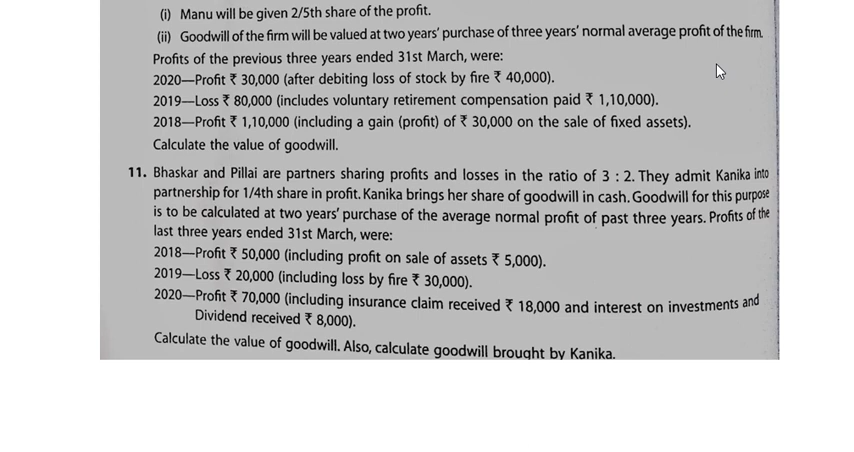 (i) Manu will be given 2/5th share of the profit.
(ii) Goodwill of the firm will be valued at two years' purchase of three years' normal average profit of the firm.
Profits of the previous three years ended 31st March, were:
2020—Profit ₹ 30,000 (after debiting loss of stock by fire ₹ 40,000).
2019—Loss ₹ 80,000 (includes voluntary retirement compensation paid ₹ 1,10,000).
2018—Profit ₹ 1,10,000 (including a gain (profit) of ₹ 30,000 on the sale of fixed assets).
Calculate the value of goodwill.
11. Bhaskar and Pillai are partners sharing profits and losses in the ratio of 3 : 2. They admit Kanika into
partnership for 1/4th share in profit. Kanika brings her share of goodwill in cash. Goodwill for this purpose
is to be calculated at two years' purchase of the average normal profit of past three years. Profits of the
last three years ended 31st March, were:
2018—Profit ₹ 50,000 (including profit on sale of assets ₹ 5,000).
2019—Loss ₹ 20,000 (including loss by fire ₹ 30,000).
2020—Profit ₹ 70,000 (including insurance claim received ₹ 18,000 and interest on investments and
Dividend received ₹ 8,000).
Calculate the value of goodwill. Also, calculate goodwill brought by Kanika.